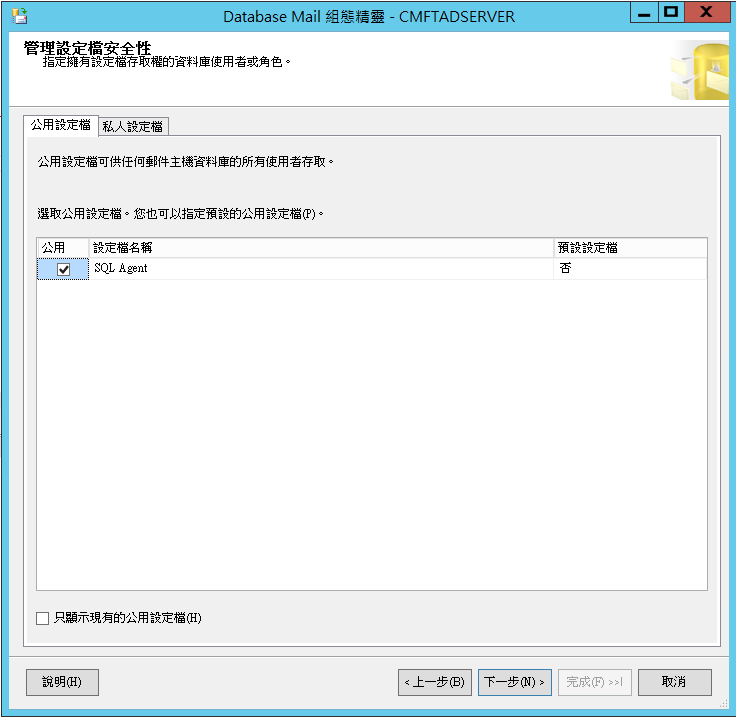 Database Mail 組態精靈 - CMFTADSERVER
管理設定檔安全性
指定擁有設定檔存取權的資料庫使用者或角色。
公用設定檔 私人設定檔
公用設定檔可供任何郵件主機資料庫的所有使用者存取。
選取公用設定檔。您也可以指定預設的公用設定檔(P)。
公用 設定檔名稱 預設設定檔
SQL Agent 否
只顯示現有的公用設定檔(H)
說明(H) < 上一步(B) 下一步(N) > 完成(F) >>| 取消